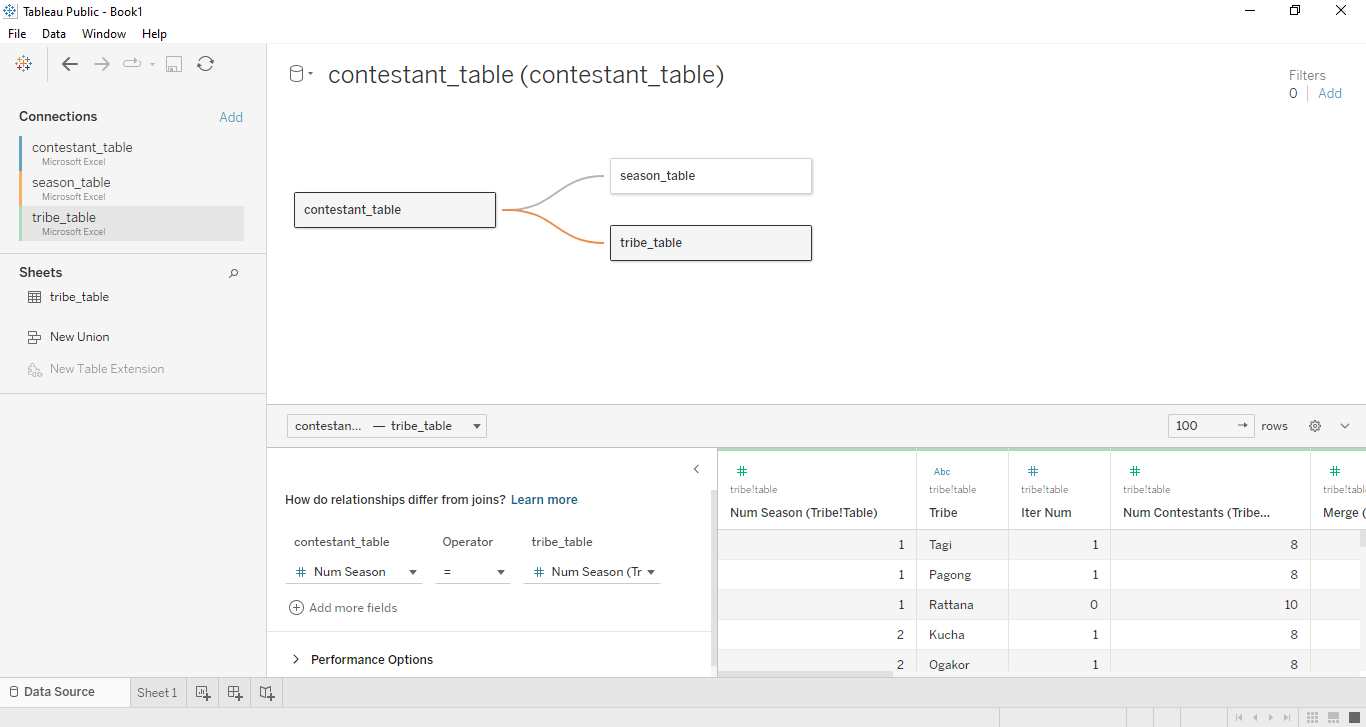 Tableau Public - Book1
File Data Window Help
Connections Add
contestant_table
Microsoft Excel
season_table
Microsoft Excel
tribe_table
Microsoft Excel
Sheets
tribe_table
New Union
New Table Extension
contestant_table (contestant_table)
Filters
0 Add
contestant_table
season_table
tribe_table
contestan... — tribe_table
100 rows
How do relationships differ from joins? Learn more
contestant_table Operator tribe_table
# Num Season = # Num Season (Tr
Add more fields
Performance Options
# Abc # # #
tribe!table tribe!table tribe!table tribe!table tribe!tabl
Num Season (Tribe!Table) Tribe Iter Num Num Contestants (Tribe... Merge (
1 Tagi 1 8
1 Pagong 1 8
1 Rattana 0 10
2 Kucha 1 8
2 Ogakor 1 8
Data Source Sheet 1